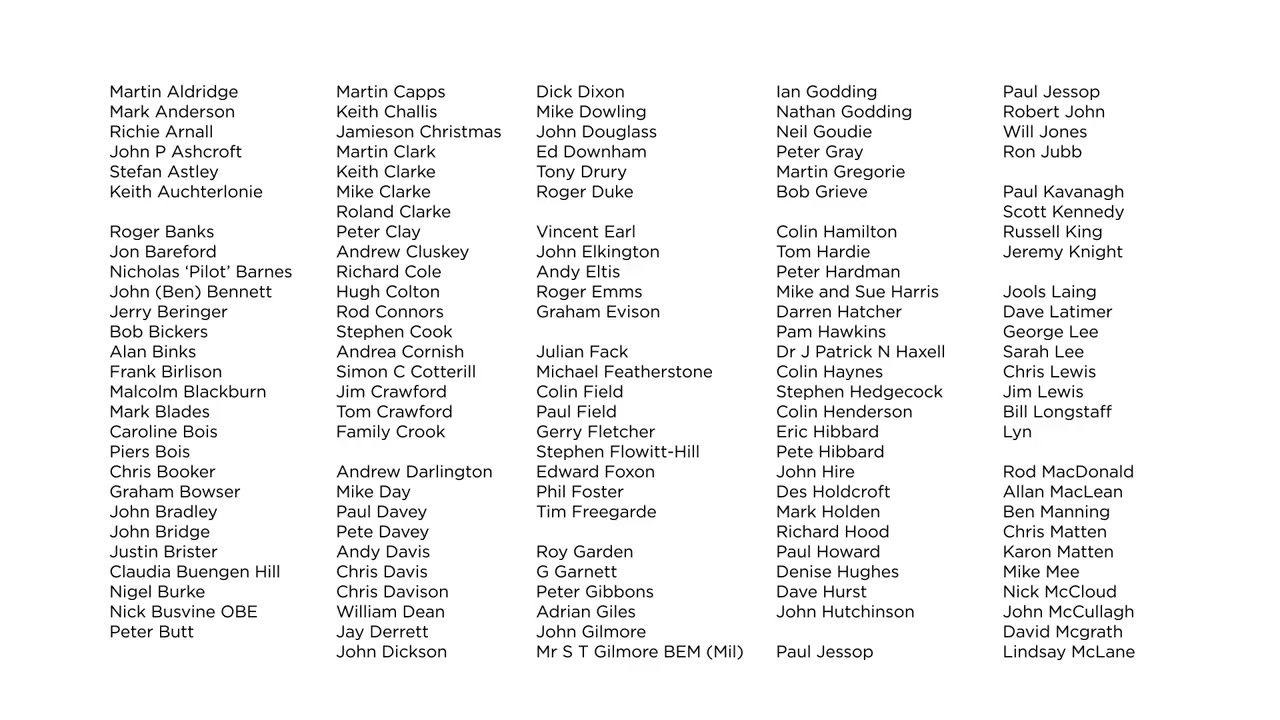 Martin Aldridge
Mark Anderson
Richie Arnall
John P Ashcroft
Stefan Astley
Keith Auchterlonie
Roger Banks
Jon Bareford
Nicholas ‘Pilot’ Barnes
John (Ben) Bennett
Jerry Beringer
Bob Bickers
Alan Binks
Frank Birlison
Malcolm Blackburn
Mark Blades
Caroline Bois
Piers Bois
Chris Booker
Graham Bowser
John Bradley
John Bridge
Justin Brister
Claudia Buengen Hill
Nigel Burke
Nick Busvine OBE
Peter Butt
Martin Capps
Keith Challis
Jamieson Christmas
Martin Clark
Keith Clarke
Mike Clarke
Roland Clarke
Peter Clay
Andrew Cluskey
Richard Cole
Hugh Colton
Rod Connors
Stephen Cook
Andrea Cornish
Simon C Cotterill
Jim Crawford
Tom Crawford
Family Crook
Andrew Darlington
Mike Day
Paul Davey
Pete Davey
Andy Davis
Chris Davis
Chris Davison
William Dean
Jay Derrett
John Dickson
Dick Dixon
Mike Dowling
John Douglass
Ed Downham
Tony Drury
Roger Duke
Vincent Earl
John Elkington
Andy Eltis
Roger Emms
Graham Evison
Julian Fack
Michael Featherstone
Colin Field
Paul Field
Gerry Fletcher
Stephen Flowitt-Hill
Edward Foxon
Phil Foster
Tim Freegarde
Roy Garden
G Garnett
Peter Gibbons
Adrian Giles
John Gilmore
Mr S T Gilmore BEM (Mil)
Ian Godding
Nathan Godding
Neil Goudie
Peter Gray
Martin Gregorie
Bob Grieve
Colin Hamilton
Tom Hardie
Peter Hardman
Mike and Sue Harris
Darren Hatcher
Pam Hawkins
Dr J Patrick N Haxell
Colin Haynes
Stephen Hedgecock
Colin Henderson
Eric Hibbard
Pete Hibbard
John Hire
Des Holdcroft
Mark Holden
Richard Hood
Paul Howard
Denise Hughes
Dave Hurst
John Hutchinson
Paul Jessop
Paul Jessop
Robert John
Will Jones
Ron Jubb
Paul Kavanagh
Scott Kennedy
Russell King
Jeremy Knight
Jools Laing
Dave Latimer
George Lee
Sarah Lee
Chris Lewis
Jim Lewis
Bill Longstaff
Lyn
Rod MacDonald
Allan MacLean
Ben Manning
Chris Matten
Karon Matten
Mike Mee
Nick McCloud
John McCullagh
David Mcgrath
Lindsay McLane